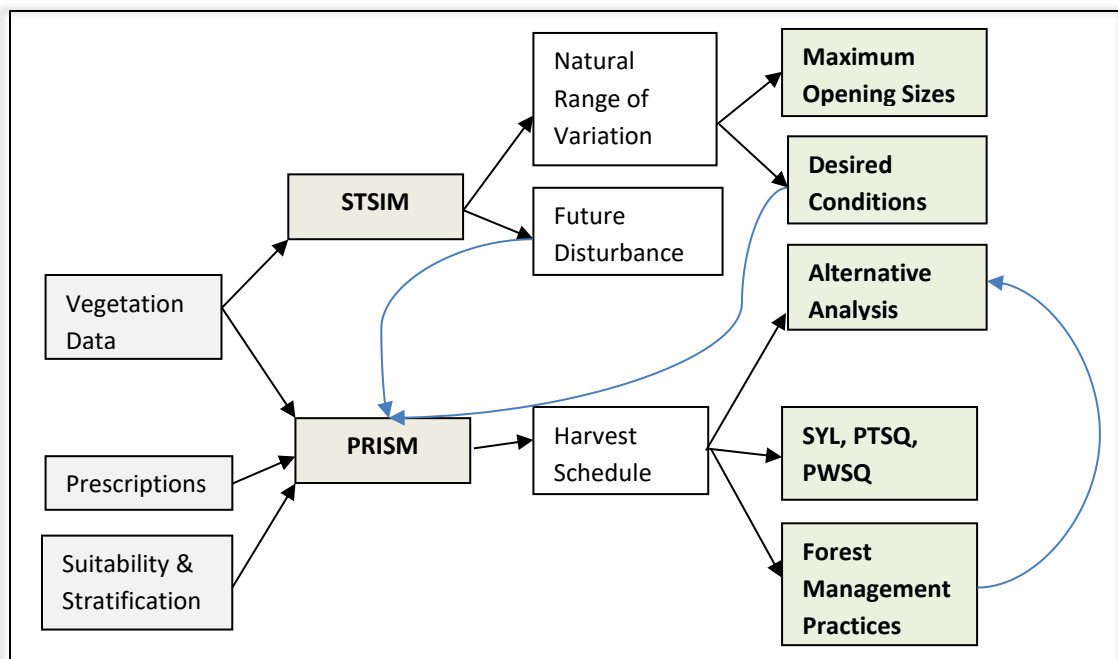 Natural
Range of
Variation
Maximum
Opening Sizes
Desired
Conditions
STSIM
Future
Disturbance
Alternative
Analysis
Vegetation
Data
PRISM
Harvest
Schedule
SYL, PTSQ,
PWSQ
Prescriptions
Suitability &
Stratification
Forest
Management
Practices